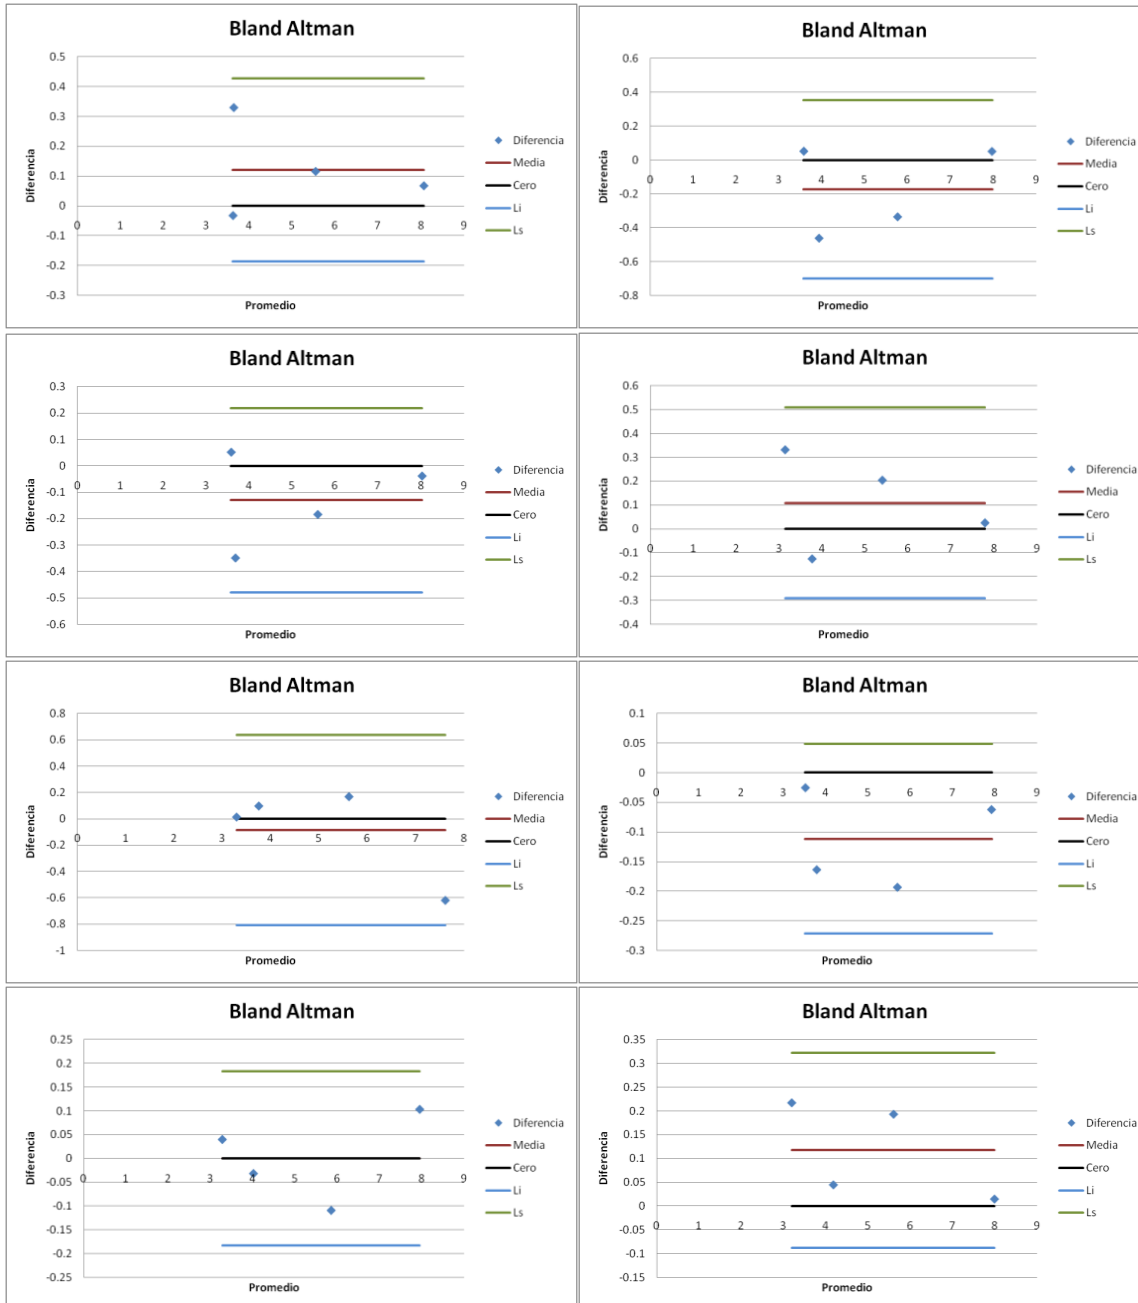 Bland Altman
0.5
0.4
0.3
0.2
0.1
0
-0.1
-0.2
-0.3
0 1 2 3 4 5 6 7 8 9
Diferencia
Promedio
Diferencia
Media
Cero
Li
Ls
Bland Altman
0.6
0.4
0.2
0
-0.2
-0.4
-0.6
-0.8
0 1 2 3 4 5 6 7 8 9
Diferencia
Promedio
Diferencia
Media
Cero
Li
Ls
Bland Altman
0.3
0.2
0.1
0
-0.1
-0.2
-0.3
-0.4
-0.5
-0.6
0 1 2 3 4 5 6 7 8 9
Diferencia
Promedio
Diferencia
Media
Cero
Li
Ls
Bland Altman
0.6
0.5
0.4
0.3
0.2
0.1
0
-0.1
-0.2
-0.3
-0.4
0 1 2 3 4 5 6 7 8 9
Diferencia
Promedio
Diferencia
Media
Cero
Li
Ls
Bland Altman
0.8
0.6
0.4
0.2
0
-0.2
-0.4
-0.6
-0.8
-1
0 1 2 3 4 5 6 7 8
Diferencia
Promedio
Diferencia
Media
Cero
Li
Ls
Bland Altman
0.1
0.05
0
-0.05
-0.1
-0.15
-0.2
-0.25
-0.3
0 1 2 3 4 5 6 7 8 9
Diferencia
Promedio
Diferencia
Media
Cero
Li
Ls
Bland Altman
0.25
0.2
0.15
0.1
0.05
0
-0.05
-0.1
-0.15
-0.2
-0.25
0 1 2 3 4 5 6 7 8 9
Diferencia
Promedio
Diferencia
Media
Cero
Li
Ls
Bland Altman
0.35
0.3
0.25
0.2
0.15
0.1
0.05
0
-0.05
-0.1
-0.15
0 1 2 3 4 5 6 7 8 9
Diferencia
Promedio
Diferencia
Media
Cero
Li
Ls